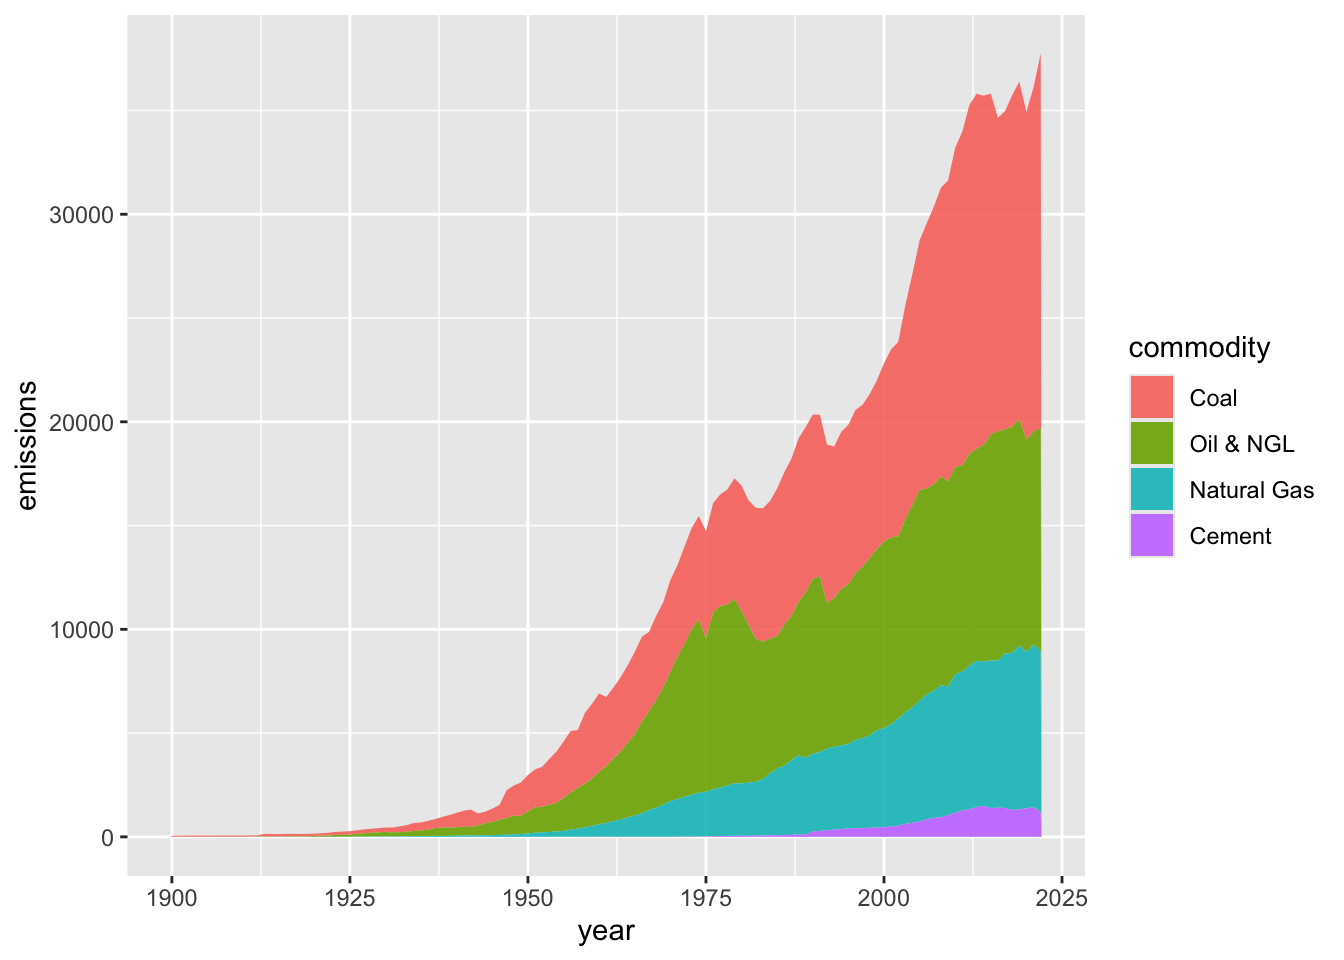 emissions
30000
20000
10000
0
1900 1925 1950 1975 2000 2025
year
commodity
Coal
Oil & NGL
Natural Gas
Cement